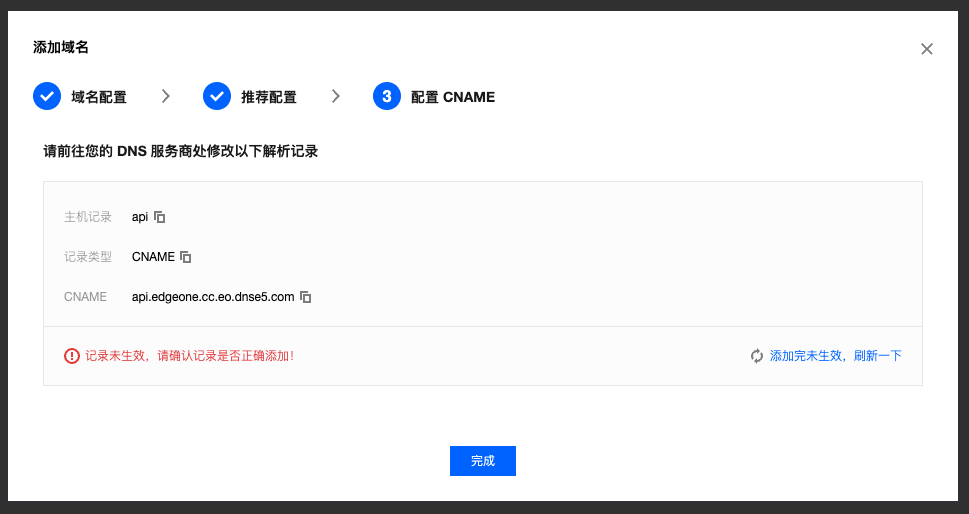 添加域名
域名配置
推荐配置
3 配置 CNAME
请前往您的 DNS 服务商处修改以下解析记录
主机记录 api
记录类型 CNAME
CNAME api.edgeone.cc.eo.dnse5.com
记录未生效，请确认记录是否正确添加！ 添加完未生效，刷新一下
完成